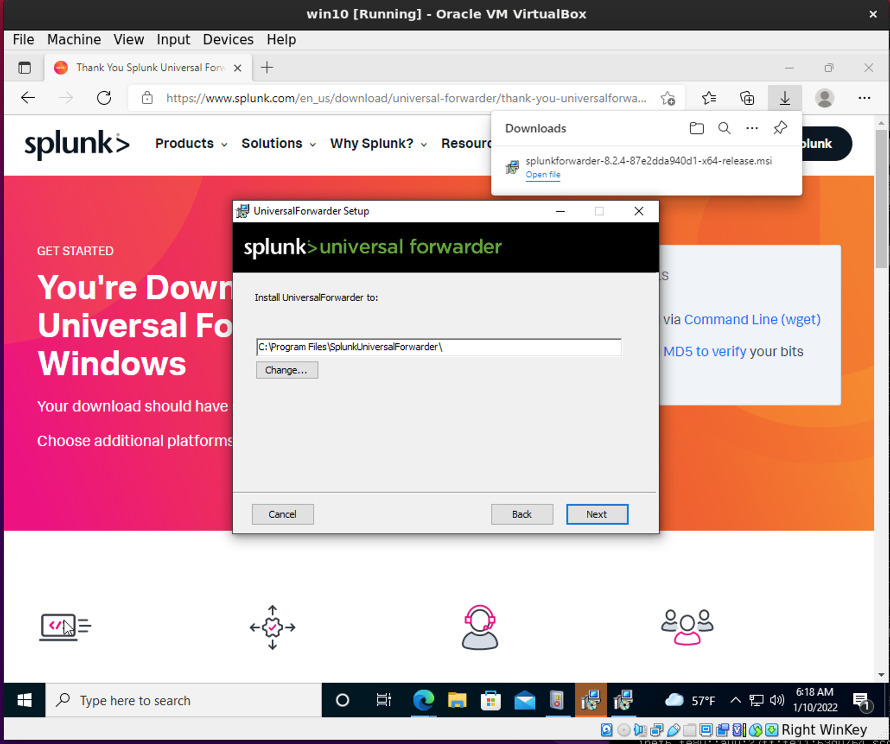 win10 [Running] - Oracle VM VirtualBox
File Machine View Input Devices Help
Thank You Splunk Universal Forw
https://www.splunk.com/en_us/download/universal-forwarder/thank-you-universalforwa...
splunk>
Products
Solutions
Why Splunk?
Resourc
plunk
Downloads
splunkforwarder-8.2.4-87e2dda940d1-x64-release.msi
Open file
UniversalForwarder Setup
splunk>universal forwarder
Install UniversalForwarder to:
C:\Program Files\SplunkUniversalForwarder\
Change...
Cancel
Back
Next
GET STARTED
You're Down
Universal Fo
Windows
Your download should have
Choose additional platforms
LS
via Command Line (wget)
MD5 to verify your bits
</>
Type here to search
57°F
6:18 AM
1/10/2022
1
Right WinKey